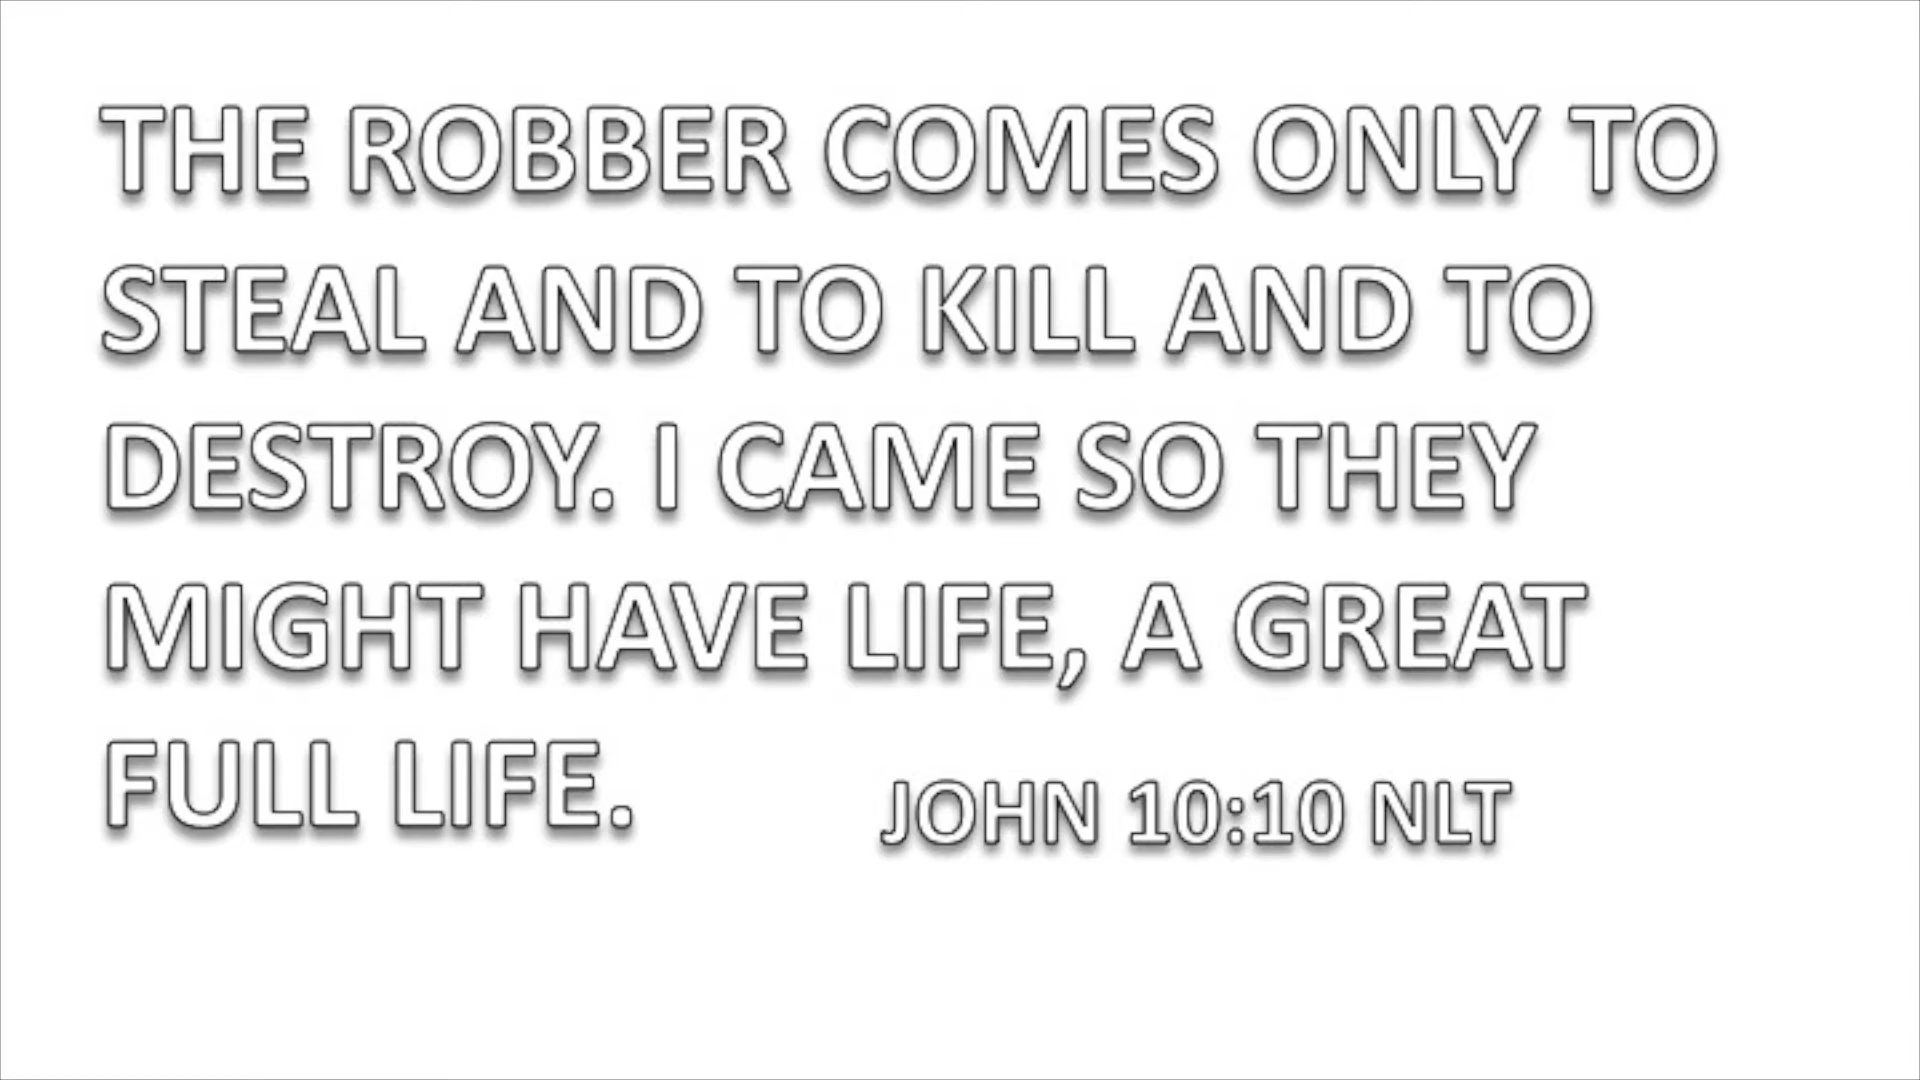 THE ROBBER COMES ONLY TO
STEAL AND TO KILL AND TO
DESTROY. I CAME SO THEY
MIGHT HAVE LIFE, A GREAT
FULL LIFE.
JOHN 10:10 NLT